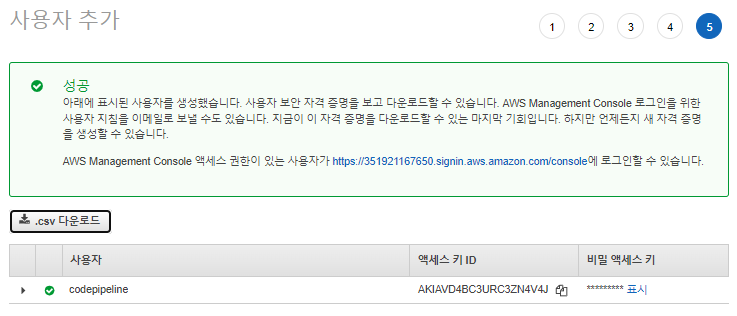 사용자 추가
1 2 3 4 5
성공
아래에 표시된 사용자를 생성했습니다. 사용자 보안 자격 증명을 보고 다운로드할 수 있습니다. AWS Management Console 로그인을 위한
사용자 지침을 이메일로 보낼 수도 있습니다. 지금이 이 자격 증명을 다운로드할 수 있는 마지막 기회입니다. 하지만 언제든지 새 자격 증명
을 생성할 수 있습니다.
AWS Management Console 액세스 권한이 있는 사용자가 https://351921167650.signin.aws.amazon.com/console에 로그인할 수 있습니다.
.csv 다운로드
사용자 액세스 키 ID 비밀 액세스 키
codepipeline AKIAVD4BC3URC3ZN4V4J ********* 표시